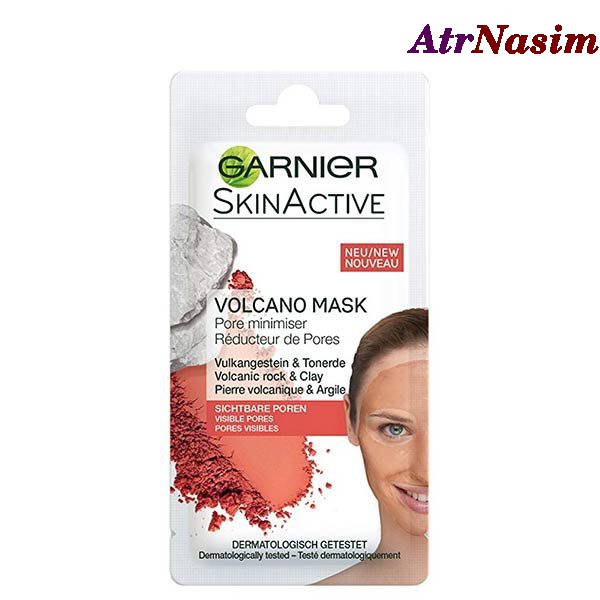 AtrNasim
GARNIER
SKINACTIVE
NEU/NEW
NOUVEAU
VOLCANO MASK
Pore minimiser
Réducteur de Pores
Vulkangestein & Tonerde
Volcanic rock & Clay
Pierre volcanique & Argile
SICHTBARE POREN
VISIBLE PORES
PORES VISIBLES
DERMATOLOGISCH GETESTET
Dermatologically tested – Testé dermatologiquement